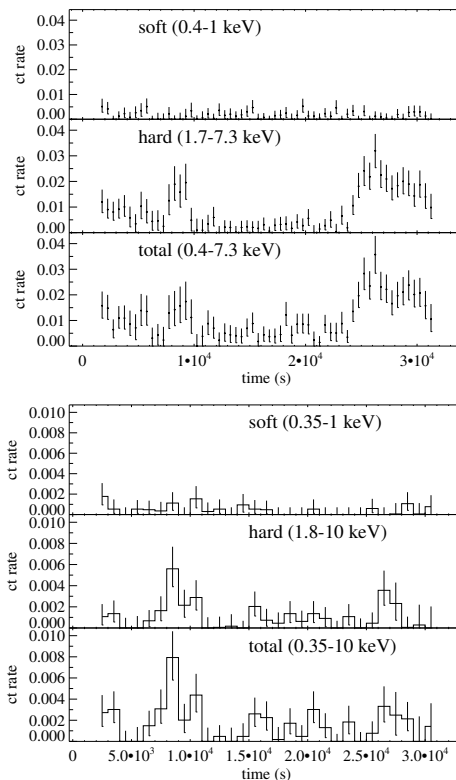 soft (0.4-1 keV)
ct rate
0.04
0.03
0.02
0.01
0.00
hard (1.7-7.3 keV)
ct rate
0.04
0.03
0.02
0.01
0.00
total (0.4-7.3 keV)
ct rate
0.04
0.03
0.02
0.01
0.00
0 1•10⁴ 2•10⁴ 3•10⁴
time (s)
soft (0.35-1 keV)
ct rate
0.010
0.008
0.006
0.004
0.002
0.000
hard (1.8-10 keV)
ct rate
0.010
0.008
0.006
0.004
0.002
0.000
total (0.35-10 keV)
ct rate
0.010
0.008
0.006
0.004
0.002
0.000
0 5.0•10³ 1.0•10⁴ 1.5•10⁴ 2.0•10⁴ 2.5•10⁴ 3.0•10⁴
time (s)